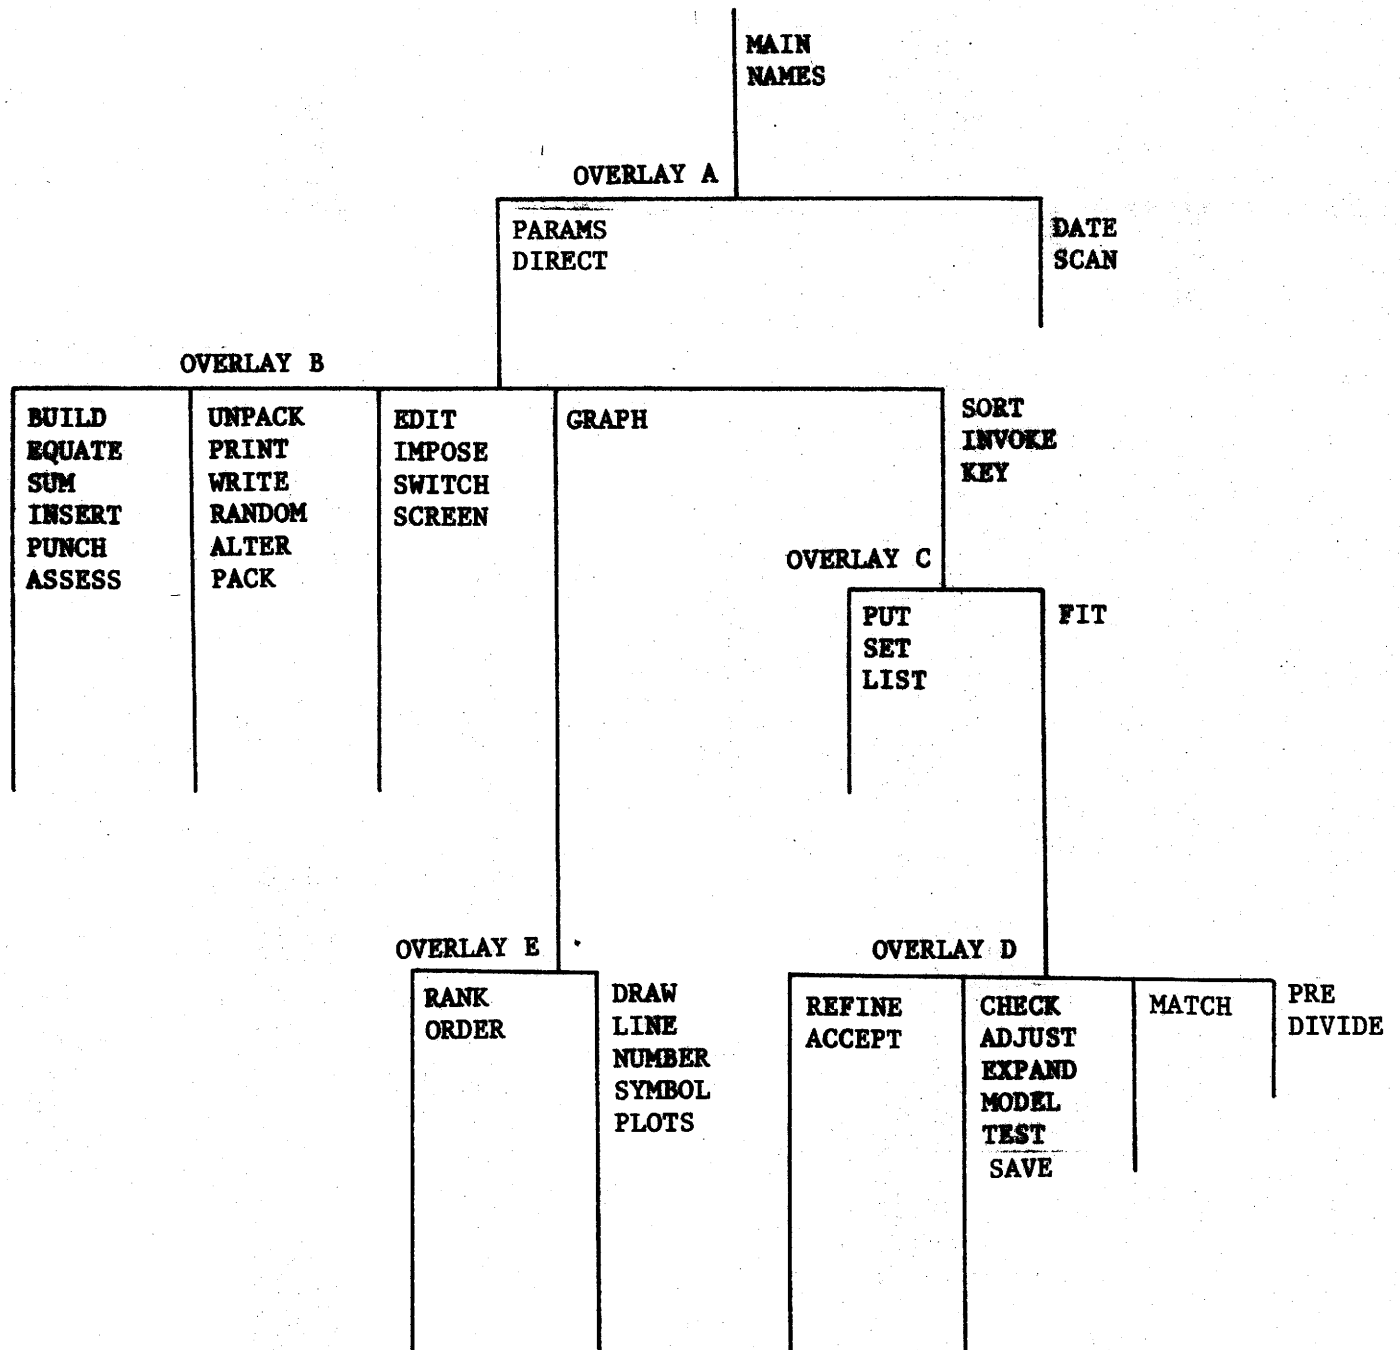 MAIN
NAMES
OVERLAY A
PARAMS
DIRECT
DATE
SCAN
OVERLAY B
BUILD
EQUATE
SUM
INSERT
PUNCH
ASSESS
UNPACK
PRINT
WRITE
RANDOM
ALTER
PACK
EDIT
IMPOSE
SWITCH
SCREEN
GRAPH
SORT
INVOKE
KEY
OVERLAY C
PUT
SET
LIST
FIT
OVERLAY E
RANK
ORDER
DRAW
LINE
NUMBER
SYMBOL
PLOTS
OVERLAY D
REFINE
ACCEPT
CHECK
ADJUST
EXPAND
MODEL
TEST
SAVE
MATCH
PRE
DIVIDE